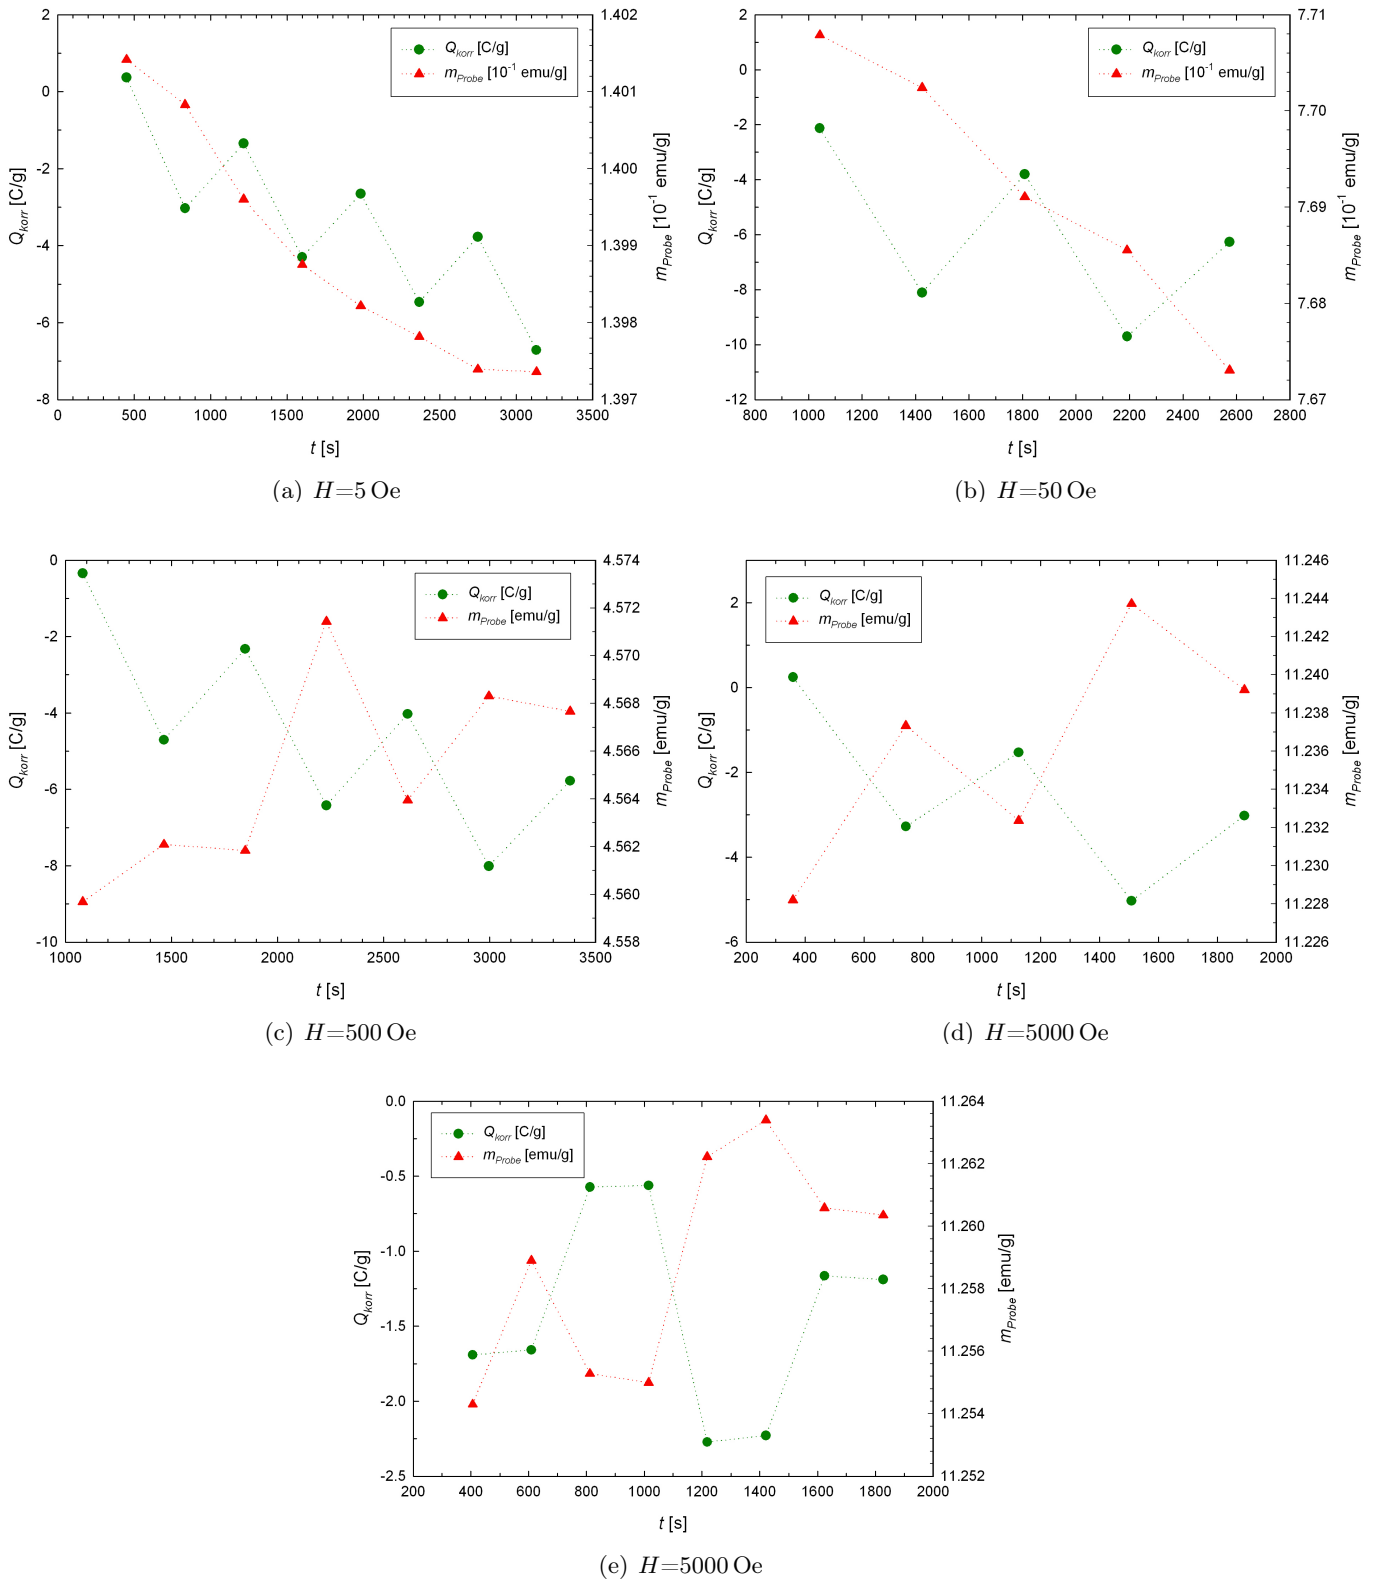 Q_korr [C/g]
m_Probe [10^-1 emu/g]
2
0
-2
-4
-6
-8
1.402
1.401
1.400
1.399
1.398
1.397
Q_korr [C/g]
m_Probe [10^-1 emu/g]
0 500 1000 1500 2000 2500 3000 3500
t [s]
(a) H=5 Oe
Q_korr [C/g]
m_Probe [10^-1 emu/g]
2
0
-2
-4
-6
-8
-10
-12
7.71
7.70
7.69
7.68
7.67
Q_korr [C/g]
m_Probe [10^-1 emu/g]
800 1000 1200 1400 1600 1800 2000 2200 2400 2600 2800
t [s]
(b) H=50 Oe
Q_korr [C/g]
m_Probe [emu/g]
0
-2
-4
-6
-8
-10
4.574
4.572
4.570
4.568
4.566
4.564
4.562
4.560
4.558
Q_korr [C/g]
m_Probe [emu/g]
1000 1500 2000 2500 3000 3500
t [s]
(c) H=500 Oe
Q_korr [C/g]
m_Probe [emu/g]
2
0
-2
-4
-6
11.246
11.244
11.242
11.240
11.238
11.236
11.234
11.232
11.230
11.228
11.226
Q_korr [C/g]
m_Probe [emu/g]
200 400 600 800 1000 1200 1400 1600 1800 2000
t [s]
(d) H=5000 Oe
Q_korr [C/g]
m_Probe [emu/g]
0.0
-0.5
-1.0
-1.5
-2.0
-2.5
11.264
11.262
11.260
11.258
11.256
11.254
11.252
Q_korr [C/g]
m_Probe [emu/g]
200 400 600 800 1000 1200 1400 1600 1800 2000
t [s]
(e) H=5000 Oe